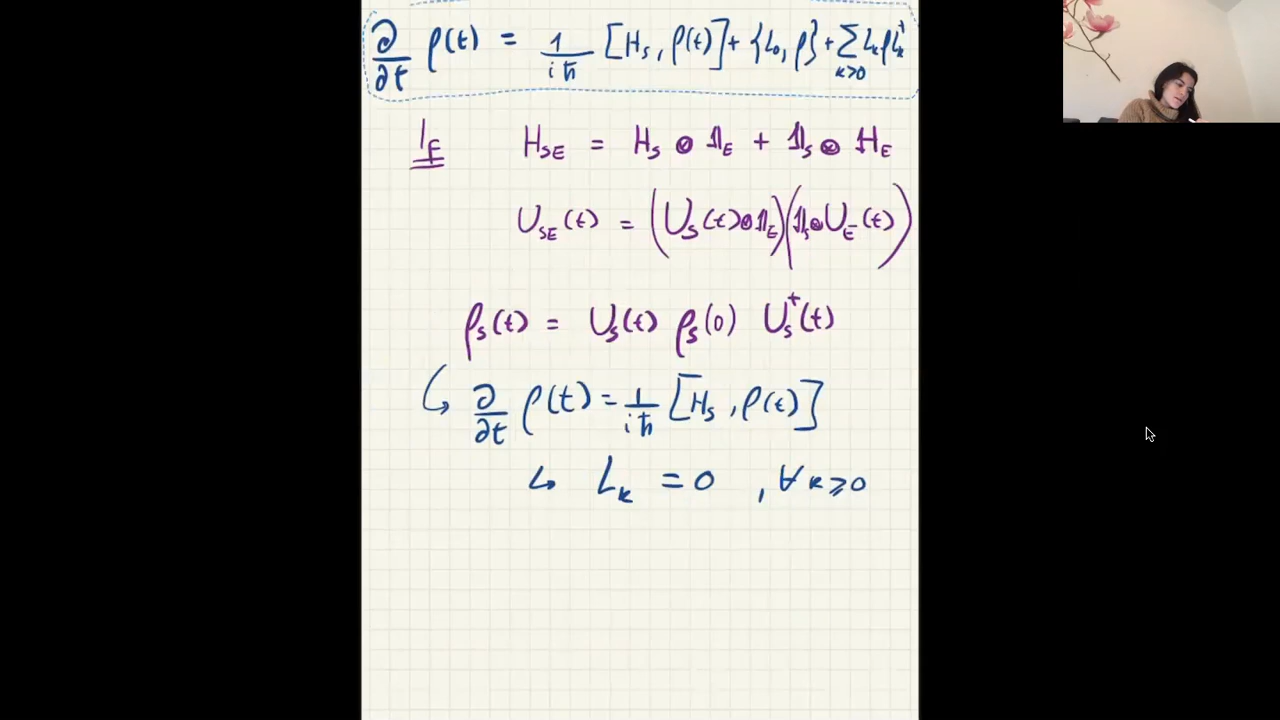 ∂/∂t ρ(t) = 1/iħ [H_S, ρ(t)] + {L_0, ρ} + ∑_{k>0} L_k ρ L_k^†
If H_SE = H_S ⊗ 𝟙_E + 𝟙_S ⊗ H_E
U_SE(t) = (U_S(t) ⊗ 𝟙_E)(𝟙_S ⊗ U_E(t))
ρ_S(t) = U_S(t) ρ_S(0) U_S^†(t)
↳ ∂/∂t ρ(t) = 1/iħ [H_S, ρ(t)]
↳ L_k = 0 , ∀ k ⩾ 0